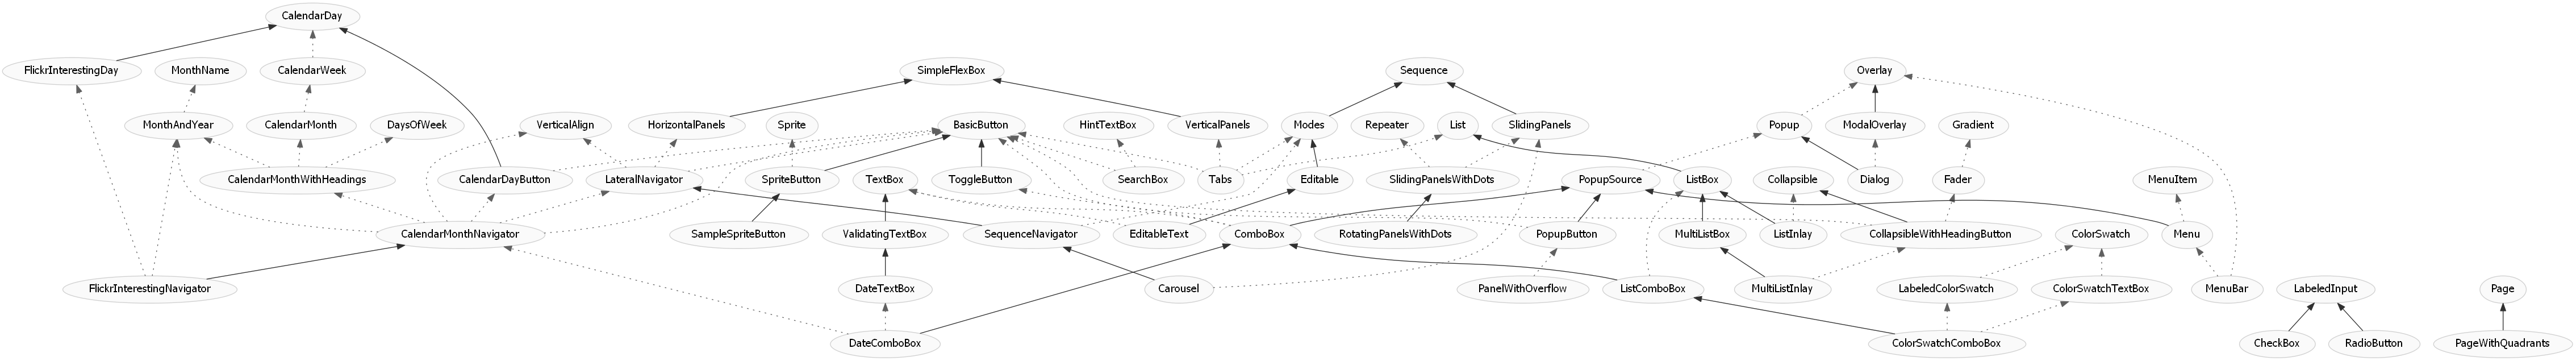 CalendarDay
FlickrInterestingDay
MonthName
CalendarWeek
SimpleFlexBox
Sequence
Overlay
MonthAndYear
CalendarMonth
DaysOfWeek
VerticalAlign
HorizontalPanels
Sprite
BasicButton
HintTextBox
VerticalPanels
Modes
Repeater
List
SlidingPanels
Popup
ModalOverlay
Gradient
CalendarMonthWithHeadings
CalendarDayButton
LateralNavigator
SpriteButton
TextBox
ToggleButton
SearchBox
Tabs
Editable
SlidingPanelsWithDots
PopupSource
ListBox
Collapsible
Dialog
Fader
MenuItem
CalendarMonthNavigator
SampleSpriteButton
ValidatingTextBox
SequenceNavigator
EditableText
ComboBox
RotatingPanelsWithDots
PopupButton
MultiListBox
ListInlay
CollapsibleWithHeadingButton
ColorSwatch
Menu
FlickrInterestingNavigator
DateTextBox
Carousel
PanelWithOverflow
ListComboBox
MultiListInlay
LabeledColorSwatch
ColorSwatchTextBox
MenuBar
LabeledInput
Page
DateComboBox
ColorSwatchComboBox
CheckBox
RadioButton
PageWithQuadrants